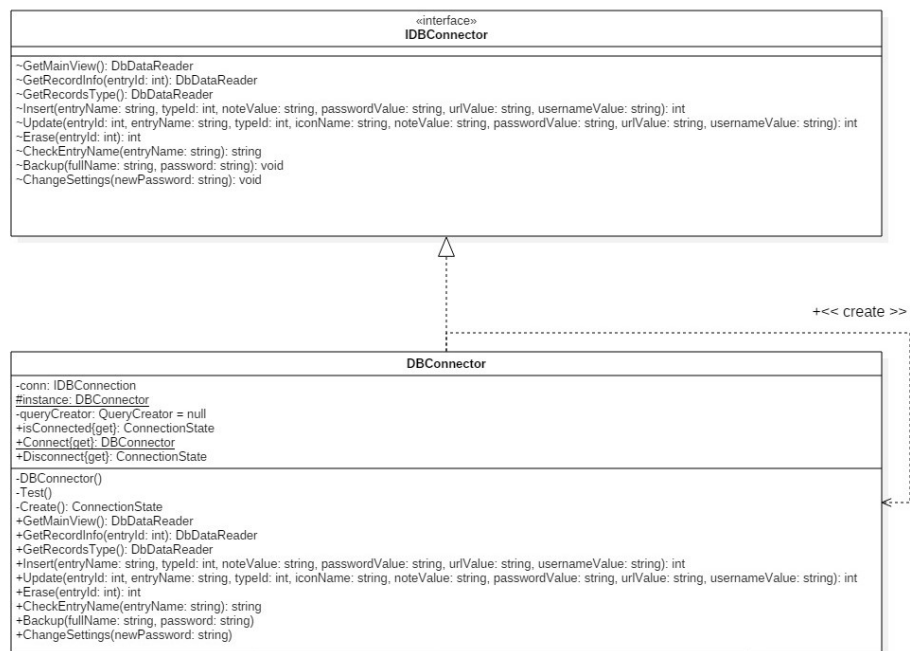 «interface»
IDBConnector
~GetMainView(): DbDataReader
~GetRecordInfo(entryId: int): DbDataReader
~GetRecordsType(): DbDataReader
~Insert(entryName: string, typeId: int, noteValue: string, passwordValue: string, urlValue: string, usernameValue: string): int
~Update(entryId: int, entryName: string, typeId: int, iconName: string, noteValue: string, passwordValue: string, urlValue: string, usernameValue: string): int
~Erase(entryId: int): int
~CheckEntryName(entryName: string): string
~Backup(fullName: string, password: string): void
~ChangeSettings(newPassword: string): void
+<< create >>
DBConnector
-conn: IDBConnection
#instance: DBConnector
-queryCreator: QueryCreator = null
+isConnected{get}: ConnectionState
+Connect{get}: DBConnector
+Disconnect{get}: ConnectionState
-DBConnector()
-Test()
-Create(): ConnectionState
+GetMainView(): DbDataReader
+GetRecordInfo(entryId: int): DbDataReader
+GetRecordsType(): DbDataReader
+Insert(entryName: string, typeId: int, noteValue: string, passwordValue: string, urlValue: string, usernameValue: string): int
+Update(entryId: int, entryName: string, typeId: int, iconName: string, noteValue: string, passwordValue: string, urlValue: string, usernameValue: string): int
+Erase(entryId: int): int
+CheckEntryName(entryName: string): string
+Backup(fullName: string, password: string)
+ChangeSettings(newPassword: string)